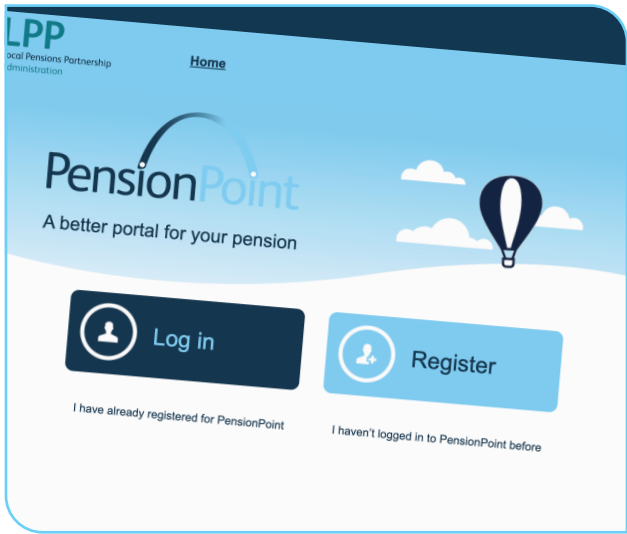 LPP
ocal Pensions Partnership
dministration
Home
PensionPoint
A better portal for your pension
Log in
Register
I have already registered for PensionPoint
I haven't logged in to PensionPoint before